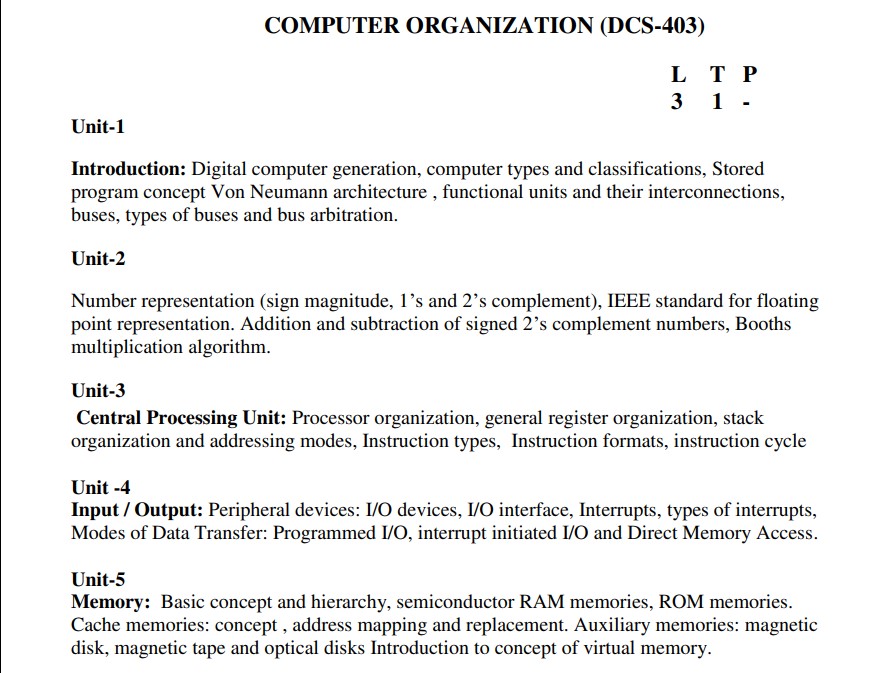 COMPUTER ORGANIZATION (DCS-403)
L T P
3 1 -
Unit-1
Introduction: Digital computer generation, computer types and classifications, Stored
program concept Von Neumann architecture , functional units and their interconnections,
buses, types of buses and bus arbitration.
Unit-2
Number representation (sign magnitude, 1’s and 2’s complement), IEEE standard for floating
point representation. Addition and subtraction of signed 2’s complement numbers, Booths
multiplication algorithm.
Unit-3
Central Processing Unit: Processor organization, general register organization, stack
organization and addressing modes, Instruction types, Instruction formats, instruction cycle
Unit -4
Input / Output: Peripheral devices: I/O devices, I/O interface, Interrupts, types of interrupts,
Modes of Data Transfer: Programmed I/O, interrupt initiated I/O and Direct Memory Access.
Unit-5
Memory: Basic concept and hierarchy, semiconductor RAM memories, ROM memories.
Cache memories: concept , address mapping and replacement. Auxiliary memories: magnetic
disk, magnetic tape and optical disks Introduction to concept of virtual memory.